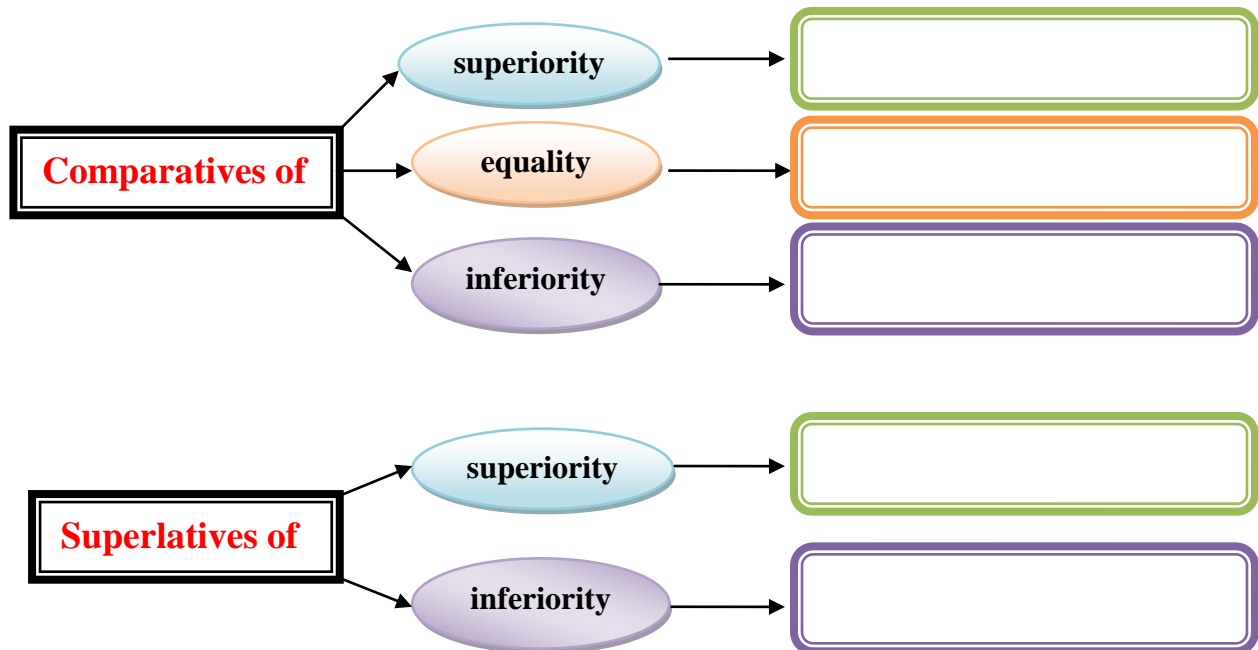 superiority
Comparatives of
equality
inferiority
superiority
Superlatives of
inferiority